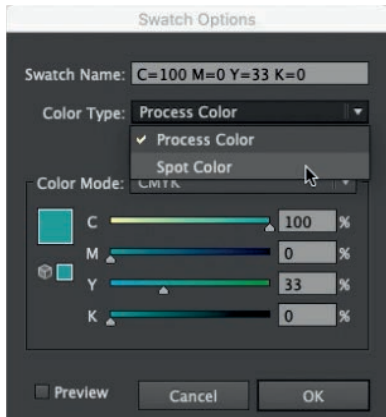 Swatch Options
Swatch Name: C=100 M=0 Y=33 K=0
Color Type: Process Color
Process Color
Spot Color
Color Mode: CMYK
C 100 %
M 0 %
Y 33 %
K 0 %
Preview Cancel OK